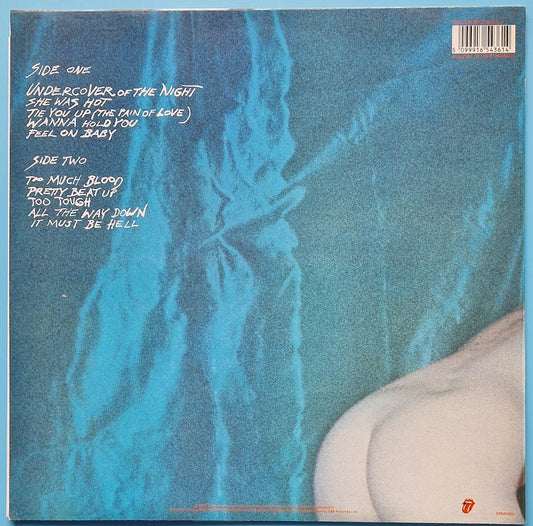 SIDE ONE
UNDERCOVER OF THE NIGHT
SHE WAS HOT
TIE YOU UP (THE PAIN OF LOVE)
WANNA HOLD YOU
FEEL ON BABY
SIDE TWO
TOO MUCH BLOOD
PRETTY BEAT UP
TOO TOUGH
ALL THE WAY DOWN
IT MUST BE HELL
5 099916 543614